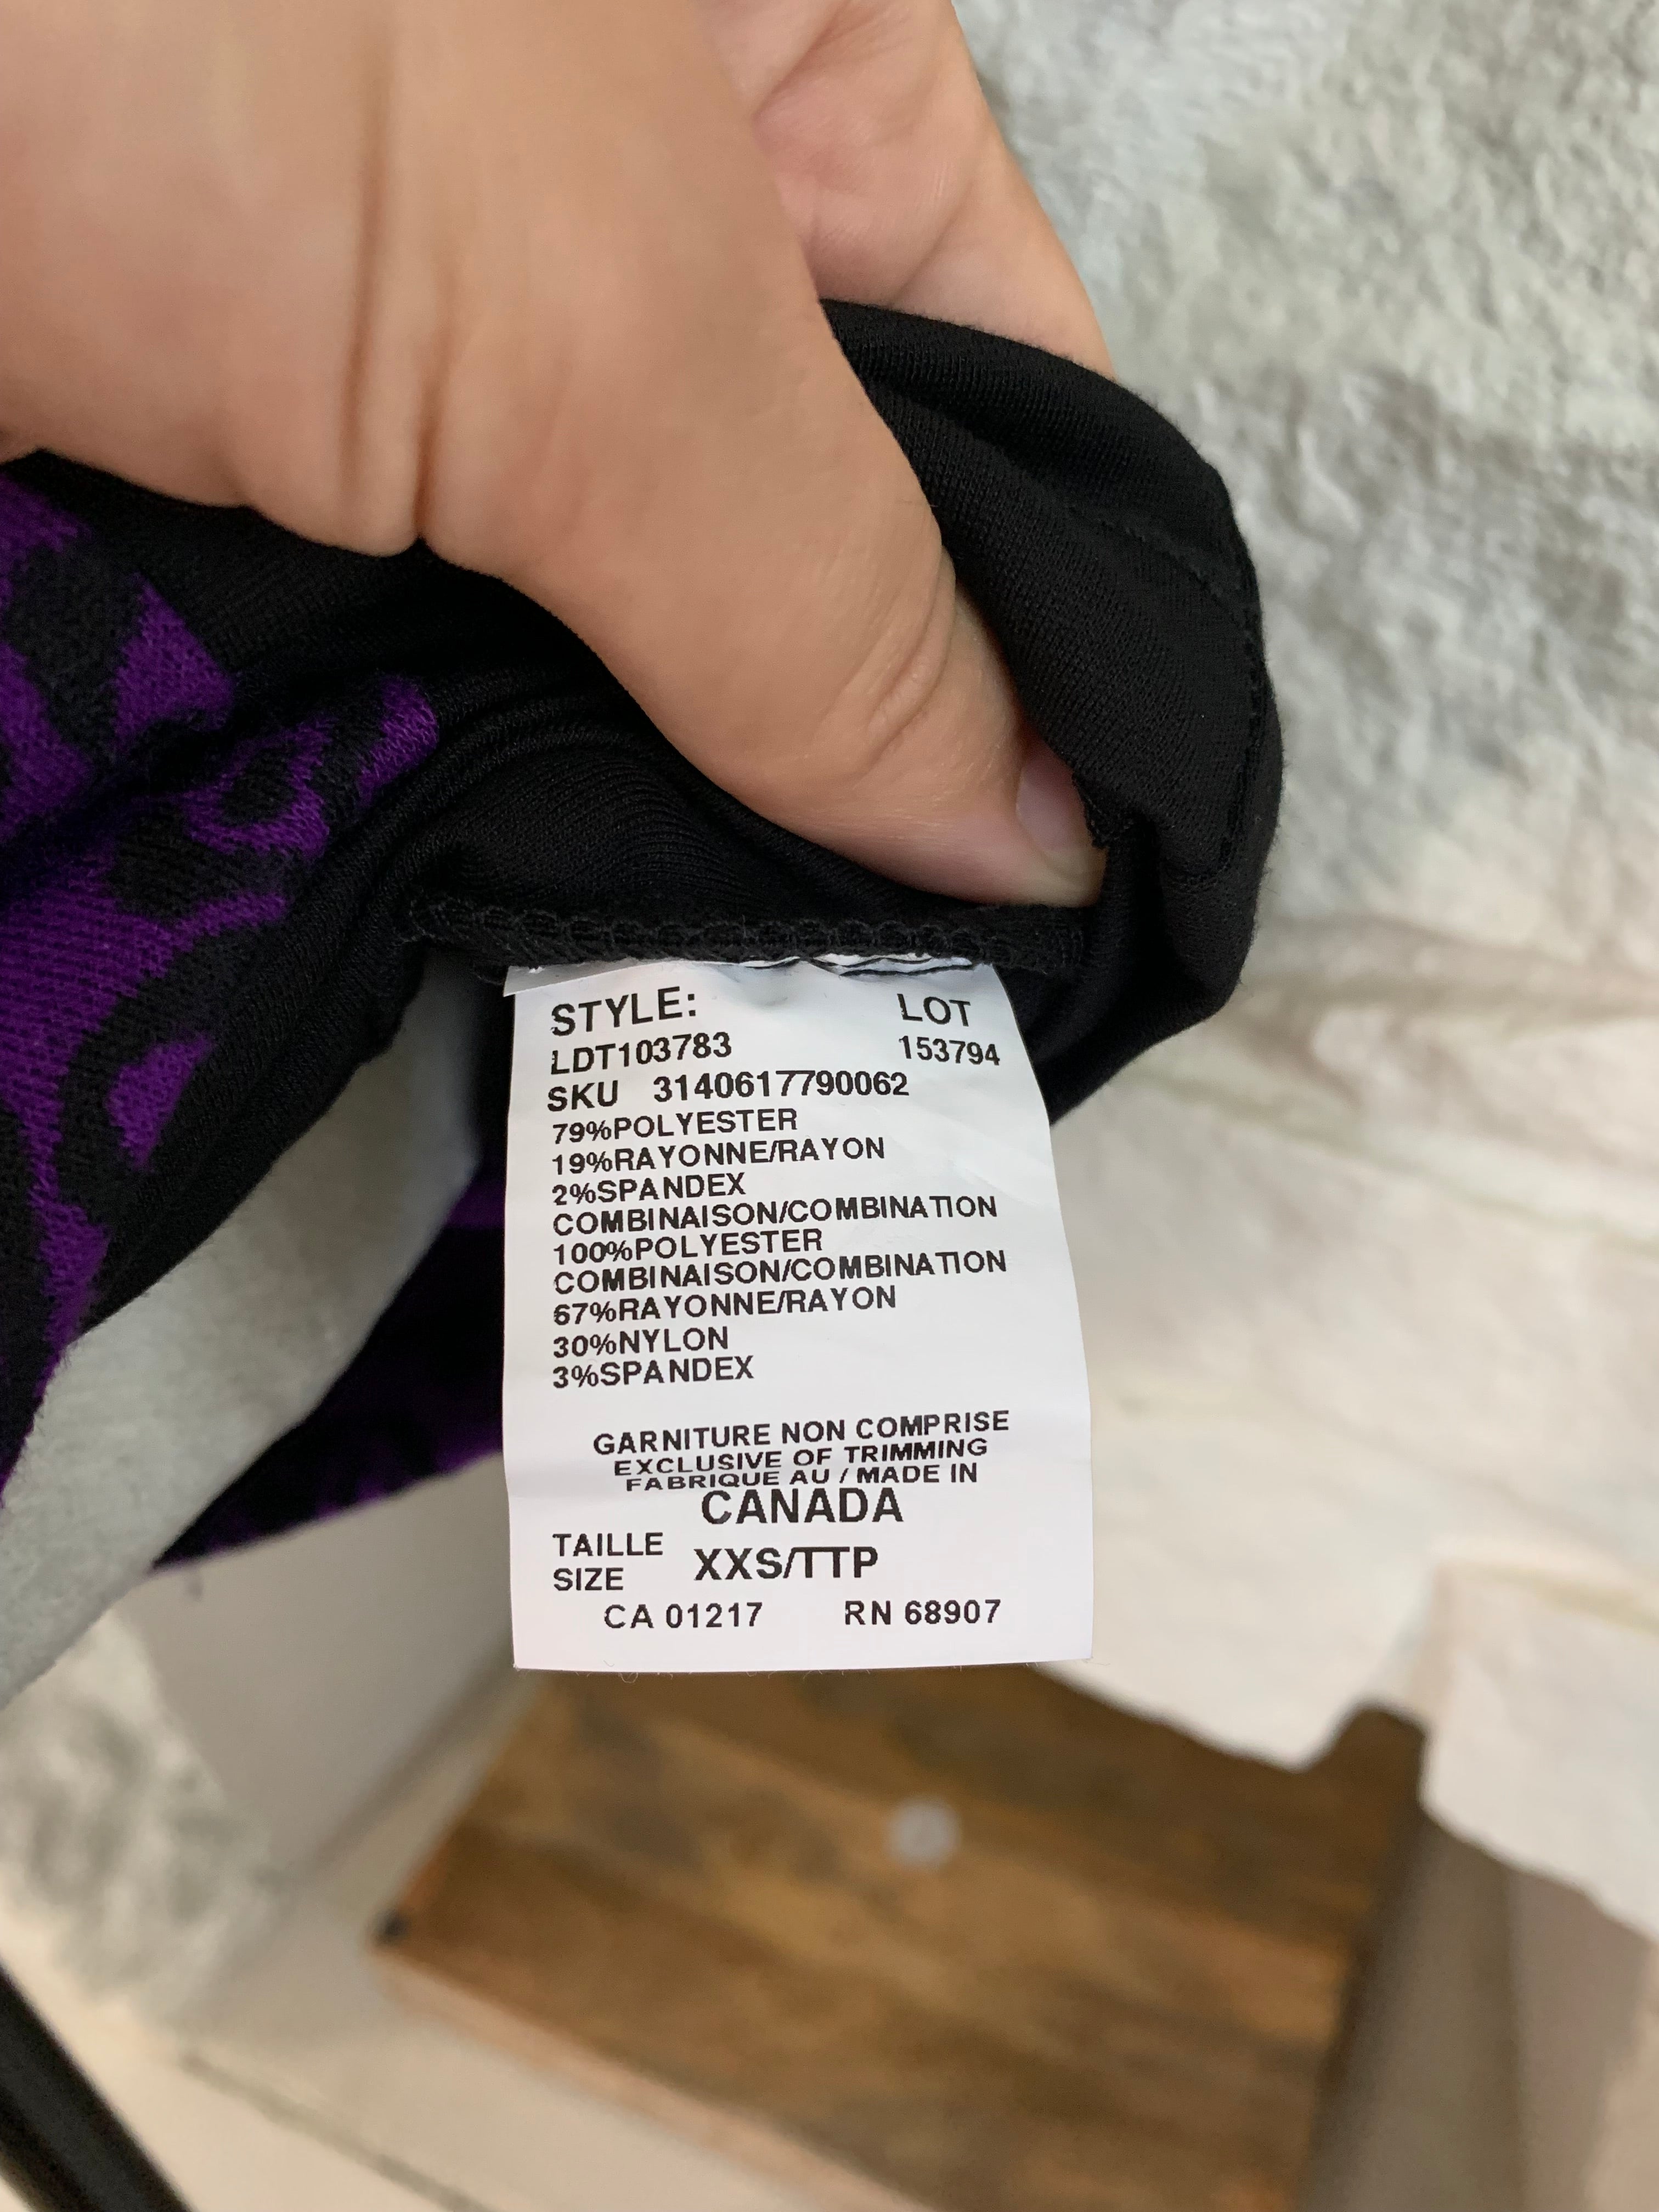 STYLE: LOT
LDT103783 153794
SKU 3140617790062
79%POLYESTER
19%RAYONNE/RAYON
2%SPANDEX
COMBINAISON/COMBINATION
100%POLYESTER
COMBINAISON/COMBINATION
67%RAYONNE/RAYON
30%NYLON
3%SPANDEX
GARNITURE NON COMPRISE
EXCLUSIVE OF TRIMMING
FABRIQUE AU / MADE IN
CANADA
TAILLE
SIZE XXS/TTP
CA 01217 RN 68907